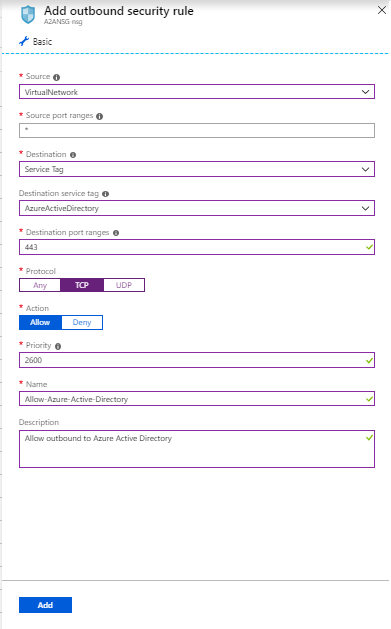 Add outbound security rule
A2ANSG-nsg
Basic
* Source
VirtualNetwork
* Source port ranges
*
* Destination
Service Tag
Destination service tag
AzureActiveDirectory
* Destination port ranges
443
* Protocol
Any TCP UDP
* Action
Allow Deny
* Priority
2600
* Name
Allow-Azure-Active-Directory
Description
Allow outbound to Azure Active Directory
Add